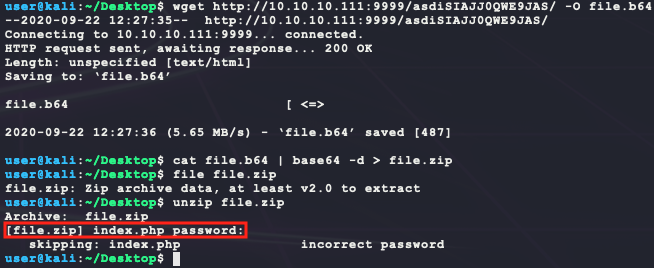 user@kali:~/Desktop$ wget http://10.10.10.111:9999/asdiSIAJJ0QWE9JAS/ -O file.b64
--2020-09-22 12:27:35--  http://10.10.10.111:9999/asdiSIAJJ0QWE9JAS/
Connecting to 10.10.10.111:9999... connected.
HTTP request sent, awaiting response... 200 OK
Length: unspecified [text/html]
Saving to: ‘file.b64’
file.b64                                [ <=>
2020-09-22 12:27:36 (5.65 MB/s) - ‘file.b64’ saved [487]
user@kali:~/Desktop$ cat file.b64 | base64 -d > file.zip
user@kali:~/Desktop$ file file.zip
file.zip: Zip archive data, at least v2.0 to extract
user@kali:~/Desktop$ unzip file.zip
Archive:  file.zip
[file.zip] index.php password:
   skipping: index.php               incorrect password
user@kali:~/Desktop$